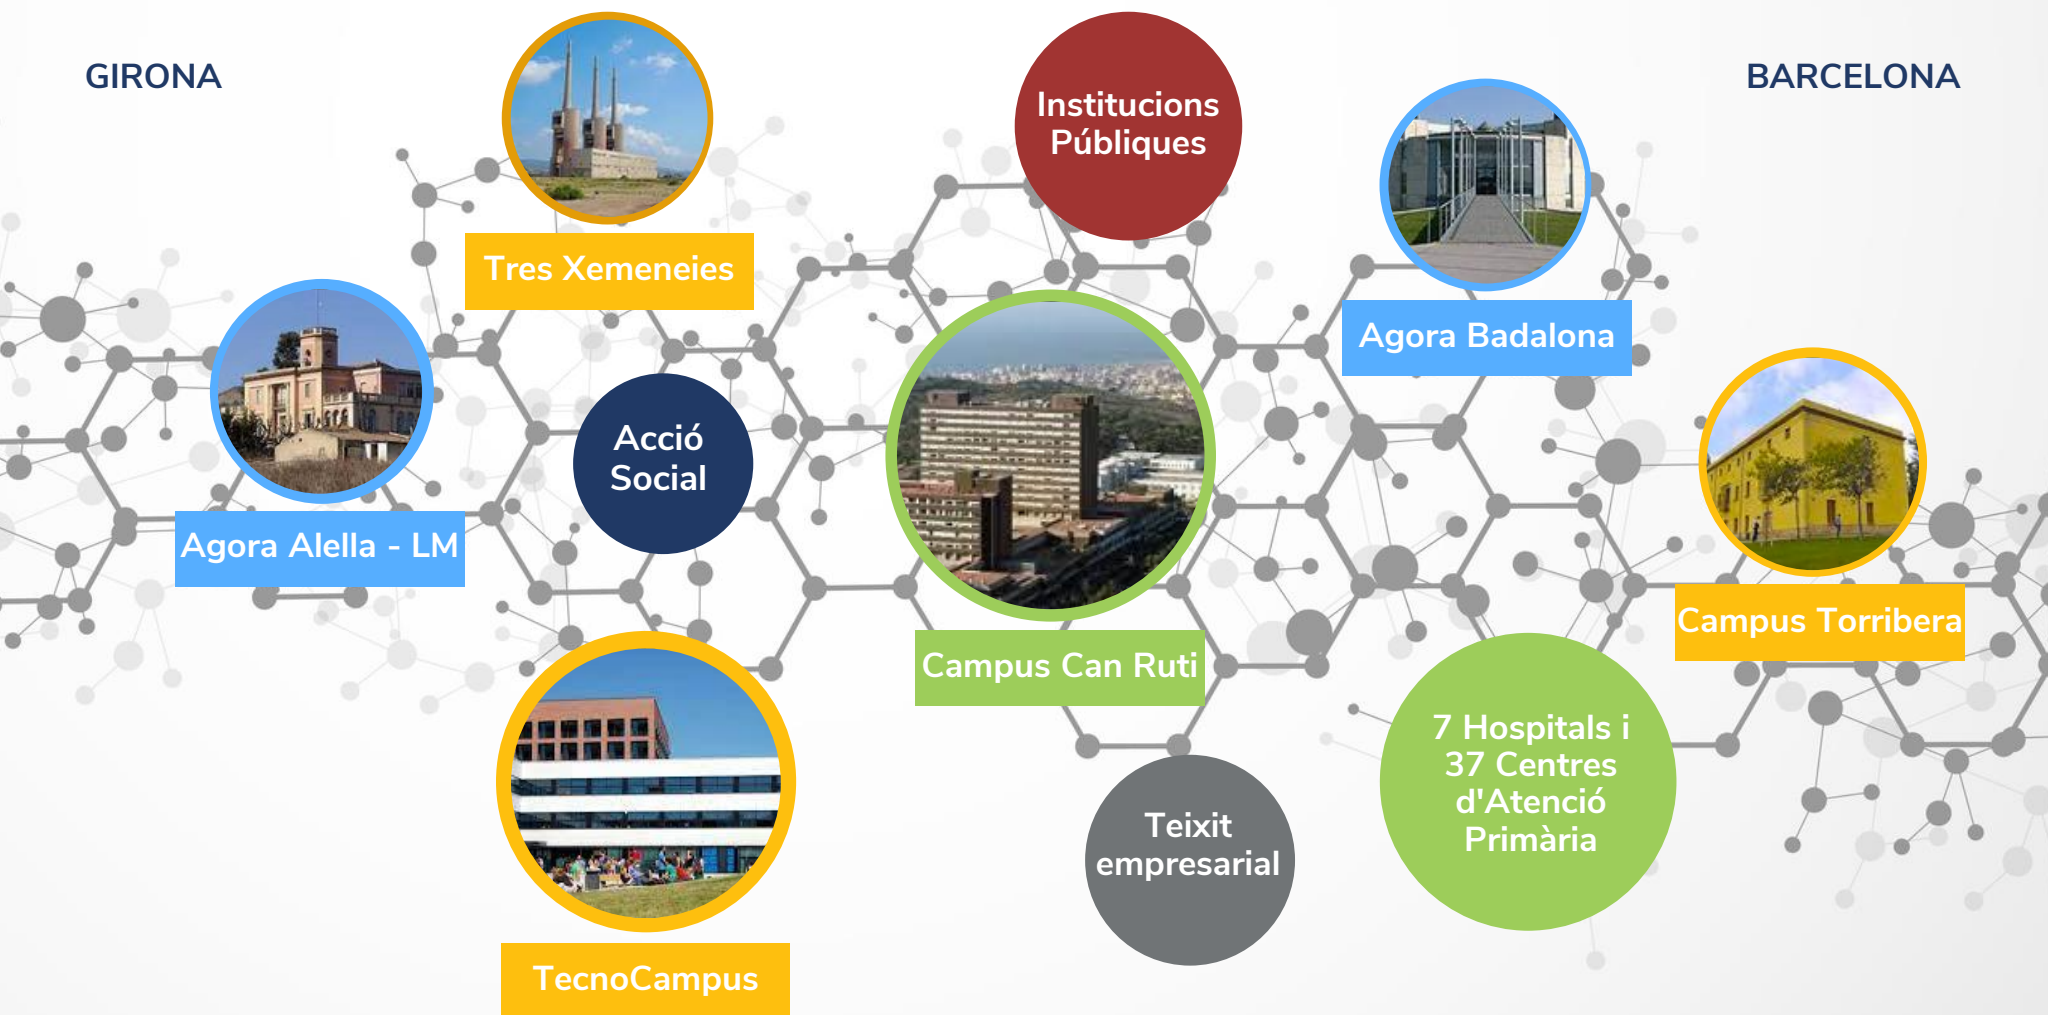 GIRONA
BARCELONA
Institucions
Públiques
Tres Xemeneies
Agora Badalona
Acció
Social
Agora Alella - LM
Campus Torribera
Campus Can Ruti
7 Hospitals i
37 Centres
d'Atenció
Primària
Teixit
empresarial
TecnoCampus